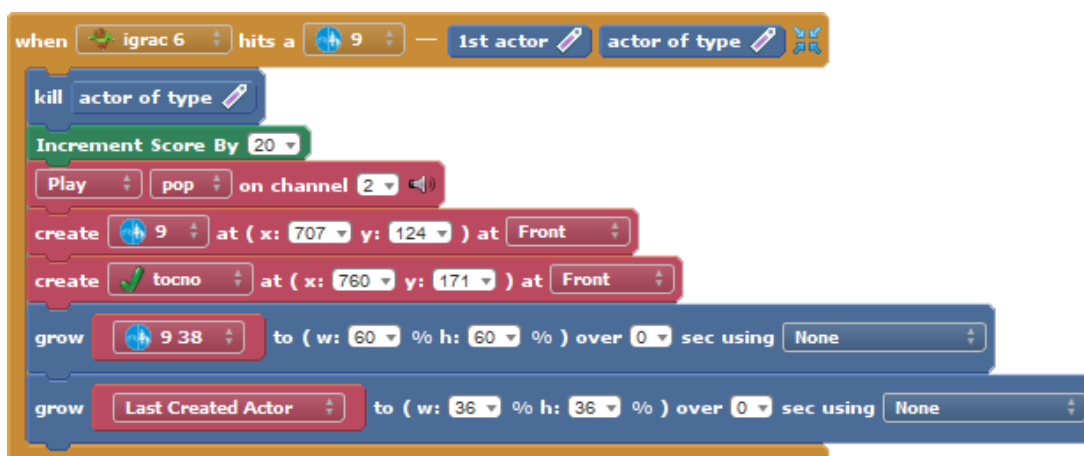 when igrac 6 hits a 9 — 1st actor actor of type
kill actor of type
Increment Score By 20
Play pop on channel 2
create 9 at ( x: 707 y: 124 ) at Front
create tocno at ( x: 760 y: 171 ) at Front
grow 9 38 to ( w: 60 % h: 60 % ) over 0 sec using None
grow Last Created Actor to ( w: 36 % h: 36 % ) over 0 sec using None